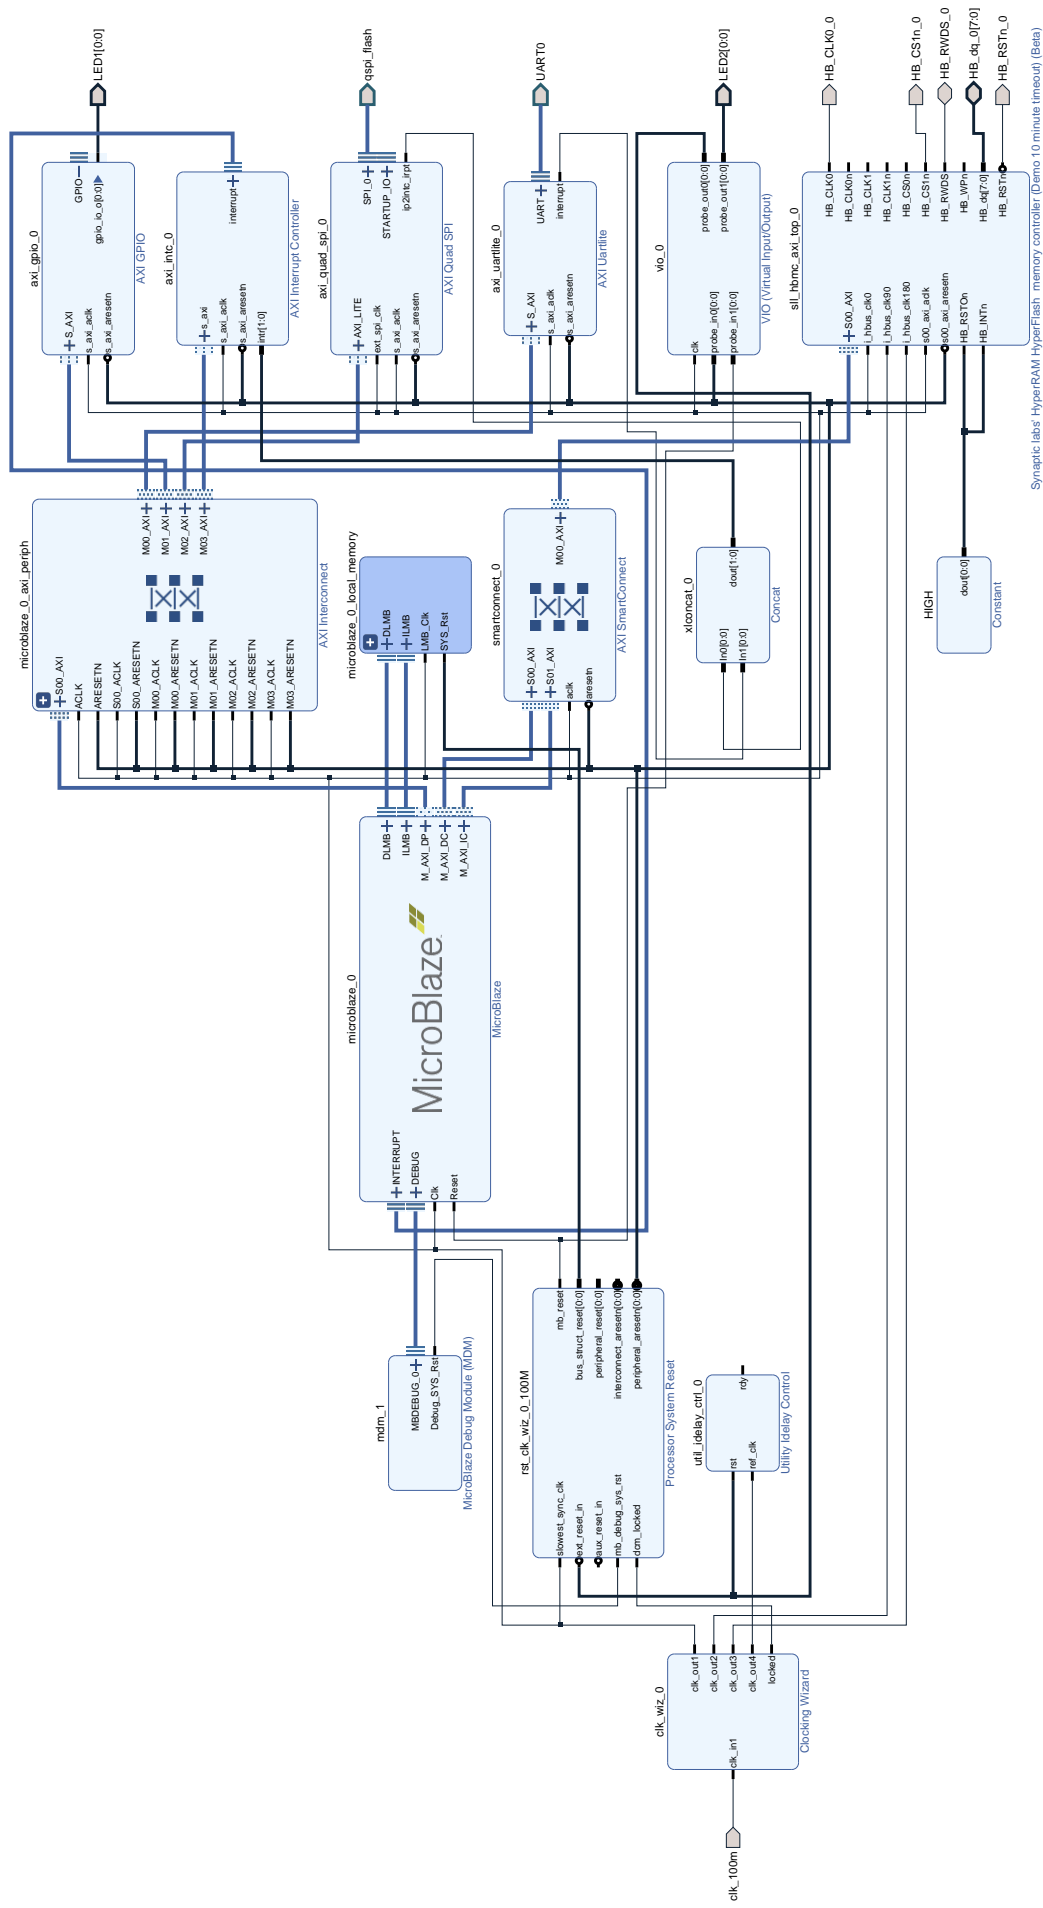 clk_100m
clk_wiz_0
clk_in1
clk_out1
clk_out2
clk_out3
clk_out4
locked
Clocking Wizard
mdm_1
MBDEBUG_0
Debug_SYS_Rst
MicroBlaze Debug Module (MDM)
rst_clk_wiz_0_100M
slowest_sync_clk
ext_reset_in
aux_reset_in
mb_debug_sys_rst
dcm_locked
mb_reset
bus_struct_reset[0:0]
peripheral_reset[0:0]
interconnect_aresetn[0:0]
peripheral_aresetn[0:0]
Processor System Reset
util_idelay_ctrl_0
rst
ref_clk
rdy
Utility Idelay Control
microblaze_0
INTERRUPT
DEBUG
Clk
Reset
MicroBlaze
DLMB
ILMB
M_AXI_DP
M_AXI_DC
M_AXI_IC
MicroBlaze
microblaze_0_axi_periph
S00_AXI
ACLK
ARESETN
S00_ACLK
S00_ARESETN
M00_ACLK
M00_ARESETN
M01_ACLK
M01_ARESETN
M02_ACLK
M02_ARESETN
M03_ACLK
M03_ARESETN
M00_AXI
M01_AXI
M02_AXI
M03_AXI
AXI Interconnect
microblaze_0_local_memory
DLMB
ILMB
LMB_Clk
SYS_Rst
smartconnect_0
S00_AXI
S01_AXI
aclk
aresetn
M00_AXI
AXI SmartConnect
xlconcat_0
In0[0:0]
In1[0:0]
dout[1:0]
Concat
HIGH
dout[0:0]
Constant
axi_gpio_0
S_AXI
s_axi_aclk
s_axi_aresetn
GPIO
gpio_io_o[0:0]
AXI GPIO
axi_intc_0
s_axi
s_axi_aclk
s_axi_aresetn
intr[1:0]
interrupt
AXI Interrupt Controller
axi_quad_spi_0
AXI_LITE
ext_spi_clk
s_axi_aclk
s_axi_aresetn
SPI_0
STARTUP_IO
ip2intc_irpt
AXI Quad SPI
axi_uartlite_0
S_AXI
s_axi_aclk
s_axi_aresetn
UART
interrupt
AXI Uartlite
vio_0
clk
probe_in0[0:0]
probe_in1[0:0]
probe_out0[0:0]
probe_out1[0:0]
VIO (Virtual Input/Output)
sll_hbmc_axi_top_0
S00_AXI
i_hbus_clk0
i_hbus_clk90
i_hbus_clk180
s00_axi_aclk
s00_axi_aresetn
HB_RSTOn
HB_INTn
HB_CLK0
HB_CLK0n
HB_CLK1
HB_CLK1n
HB_CS0n
HB_CS1n
HB_RWDS
HB_WPn
HB_dq[7:0]
HB_RSTn
Synaptic labs' HyperRAM HyperFlash memory controller (Demo 10 minute timeout) (Beta)
LED1[0:0]
qspi_flash
UART0
LED2[0:0]
HB_CLK0_0
HB_CS1n_0
HB_RWDS_0
HB_dq_0[7:0]
HB_RSTn_0